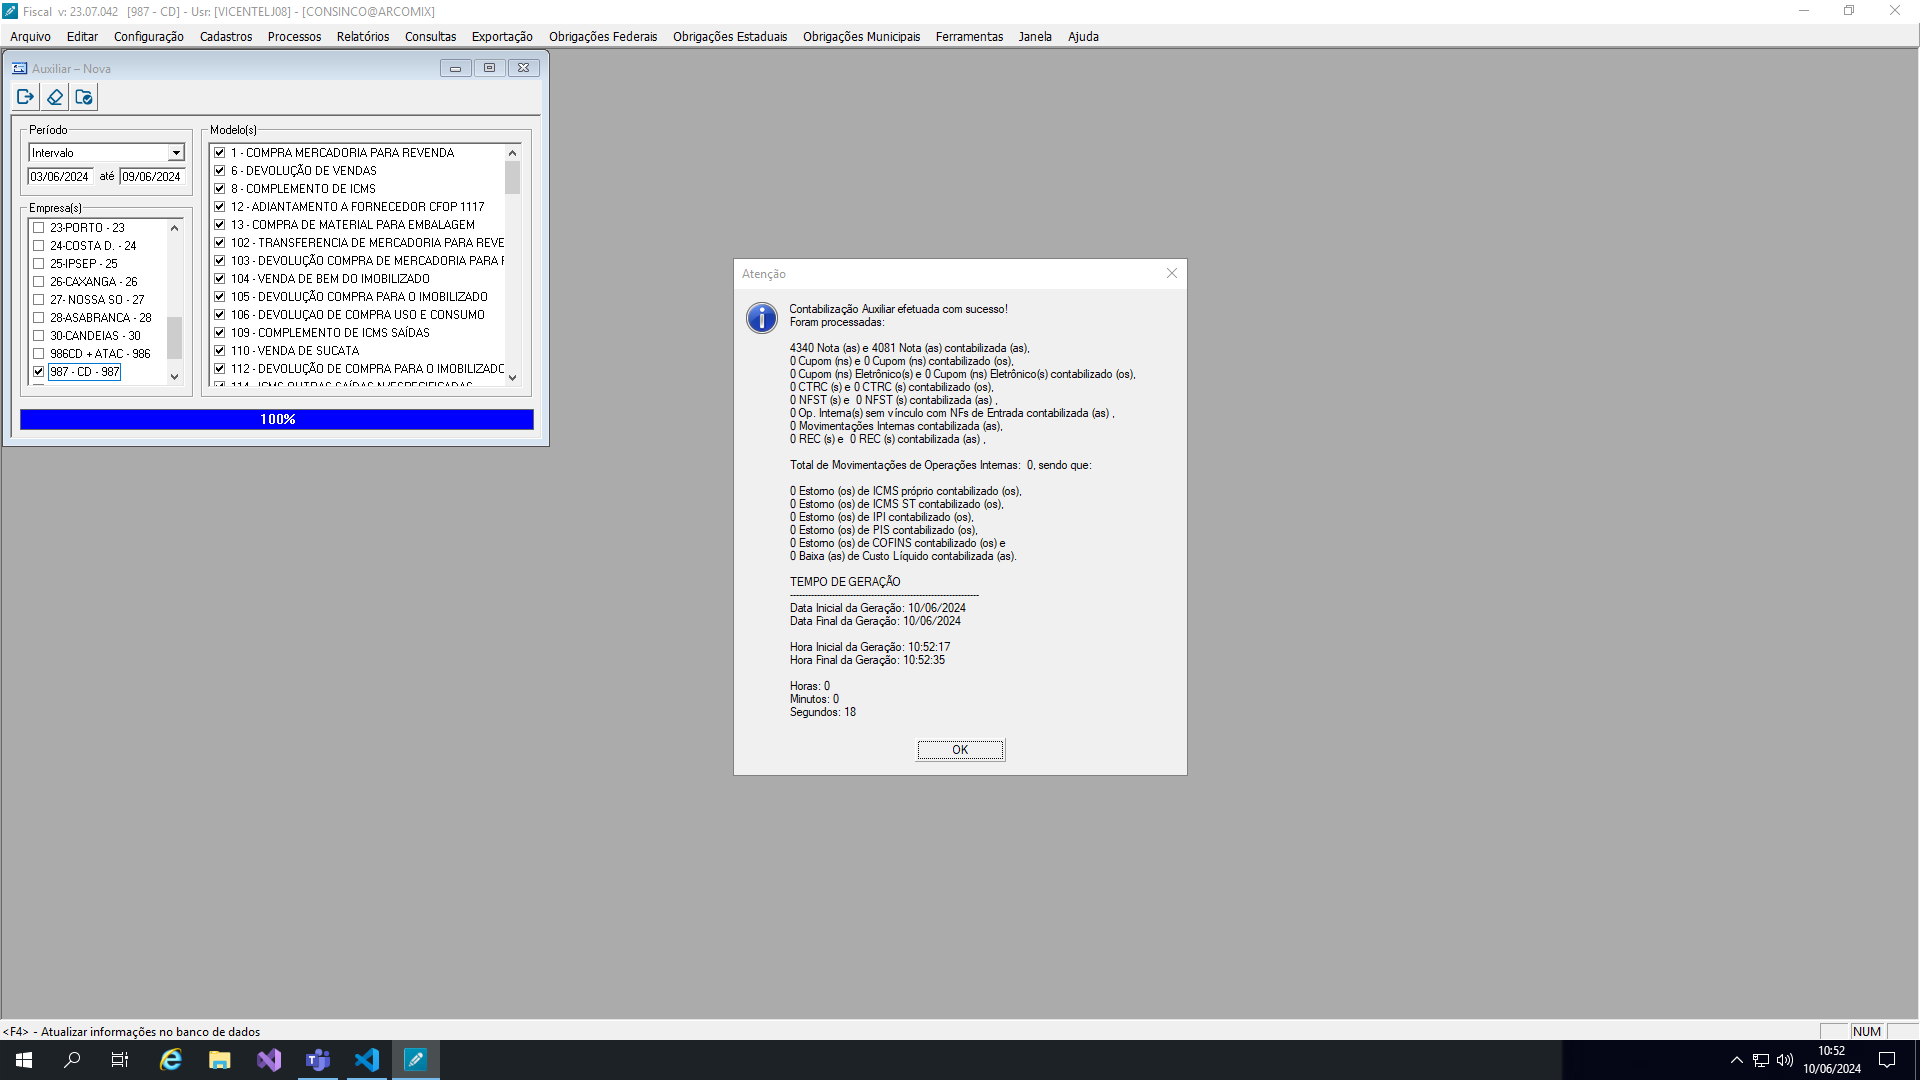 Fiscal v: 23.07.042 [987 - CD] - Usr: [VICENTELJ08] - [CONSINCO@ARCOMIX]
Arquivo Editar Configuração Cadastros Processos Relatórios Consultas Exportação Obrigações Federais Obrigações Estaduais Obrigações Municipais Ferramentas Janela Ajuda
Auxiliar – Nova
Período
Intervalo
03/06/2024 até 09/06/2024
Empresa(s)
23-PORTO - 23
24-COSTA D. - 24
25-IPSEP - 25
26-CAXANGA - 26
27- NOSSA SO - 27
28-ASABRANCA - 28
30-CANDEIAS - 30
986CD + ATAC - 986
987 - CD - 987
Modelo(s)
1 - COMPRA MERCADORIA PARA REVENDA
6 - DEVOLUÇÃO DE VENDAS
8 - COMPLEMENTO DE ICMS
12 - ADIANTAMENTO A FORNECEDOR CFOP 1117
13 - COMPRA DE MATERIAL PARA EMBALAGEM
102 - TRANSFERENCIA DE MERCADORIA PARA REVE
103 - DEVOLUÇÃO COMPRA DE MERCADORIA PARA F
104 - VENDA DE BEM DO IMOBILIZADO
105 - DEVOLUÇÃO COMPRA PARA O IMOBILIZADO
106 - DEVOLUÇAO DE COMPRA USO E CONSUMO
109 - COMPLEMENTO DE ICMS SAÍDAS
110 - VENDA DE SUCATA
112 - DEVOLUÇÃO DE COMPRA PARA O IMOBILIZADO
114 - ICMS OUTRAS SAÍDAS N/ESPECIFICADAS
100%
Atenção
Contabilização Auxiliar efetuada com sucesso!
Foram processadas:
4340 Nota (as) e 4081 Nota (as) contabilizada (as),
0 Cupom (ns) e 0 Cupom (ns) contabilizado (os),
0 Cupom (ns) Eletrônico(s) e 0 Cupom (ns) Eletrônico(s) contabilizado (os),
0 CTRC (s) e 0 CTRC (s) contabilizado (os),
0 NFST (s) e 0 NFST (s) contabilizada (as) ,
0 Op. Interna(s) sem vínculo com NFs de Entrada contabilizada (as) ,
0 Movimentações Internas contabilizada (as),
0 REC (s) e 0 REC (s) contabilizada (as) ,
Total de Movimentações de Operações Internas: 0, sendo que:
0 Estorno (os) de ICMS próprio contabilizado (os),
0 Estorno (os) de ICMS ST contabilizado (os),
0 Estorno (os) de IPI contabilizado (os),
0 Estorno (os) de PIS contabilizado (os),
0 Estorno (os) de COFINS contabilizado (os) e
0 Baixa (as) de Custo Líquido contabilizada (as).
TEMPO DE GERAÇÃO
---------------------------------------------------------------
Data Inicial da Geração: 10/06/2024
Data Final da Geração: 10/06/2024
Hora Inicial da Geração: 10:52:17
Hora Final da Geração: 10:52:35
Horas: 0
Minutos: 0
Segundos: 18
OK
<F4> - Atualizar informações no banco de dados
NUM
10:52
10/06/2024